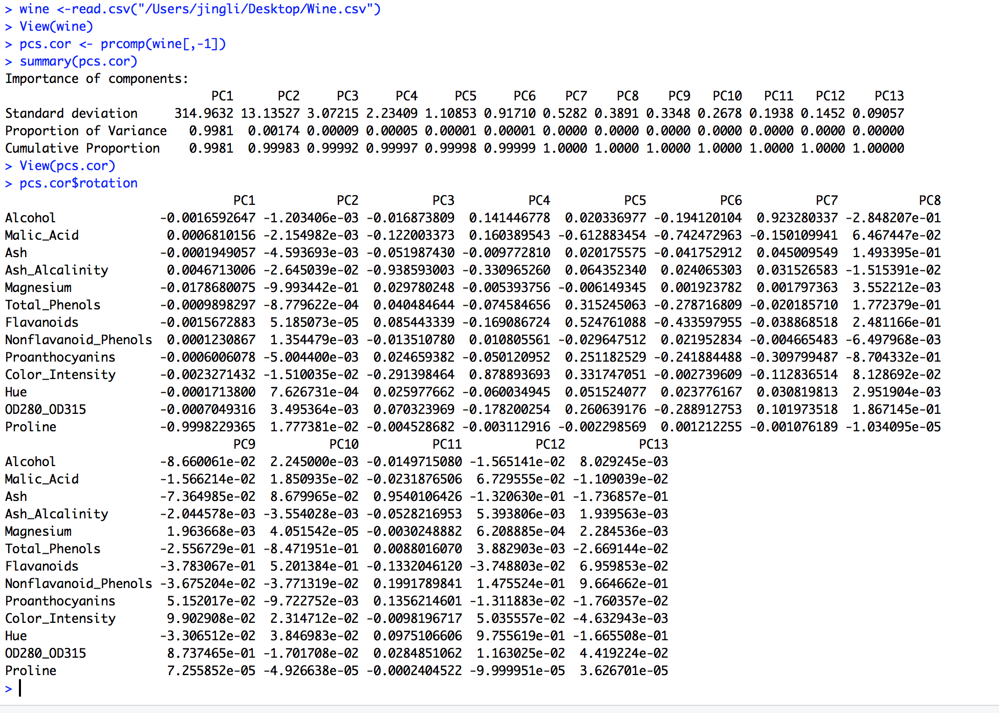 > wine <-read.csv("/Users/jingli/Desktop/Wine.csv")
> View(wine)
> pcs.cor <- prcomp(wine[,-1])
> summary(pcs.cor)
Importance of components:
                            PC1      PC2     PC3     PC4     PC5     PC6    PC7    PC8    PC9   PC10   PC11   PC12    PC13
Standard deviation     314.9632 13.13527 3.07215 2.23409 1.10853 0.91710 0.5282 0.3891 0.3348 0.2678 0.1938 0.1452 0.09057
Proportion of Variance   0.9981  0.00174 0.00009 0.00005 0.00001 0.00001 0.0000 0.0000 0.0000 0.0000 0.0000 0.0000 0.00000
Cumulative Proportion    0.9981  0.99983 0.99992 0.99997 0.99998 0.99999 1.0000 1.0000 1.0000 1.0000 1.0000 1.0000 1.00000
> View(pcs.cor)
> pcs.cor$rotation
                               PC1           PC2          PC3          PC4          PC5          PC6          PC7           PC8
Alcohol              -0.0016592647 -1.203406e-03 -0.016873809  0.141446778  0.020336977 -0.194120104  0.923280337 -2.848207e-01
Malic_Acid            0.0006810156 -2.154982e-03 -0.122003373  0.160389543 -0.612883454 -0.742472963 -0.150109941  6.467447e-02
Ash                  -0.0001949057 -4.593693e-03 -0.051987430 -0.009772810  0.020175575 -0.041752912  0.045009549  1.493395e-01
Ash_Alcalinity        0.0046713006 -2.645039e-02 -0.938593003 -0.330965260  0.064352340  0.024065303  0.031526583 -1.515391e-02
Magnesium            -0.0178680075 -9.993442e-01  0.029780248 -0.005393756 -0.006149345  0.001923782  0.001797363  3.552212e-03
Total_Phenols        -0.0009898297 -8.779622e-04  0.040484644 -0.074584656  0.315245063 -0.278716809 -0.020185710  1.772379e-01
Flavanoids           -0.0015672883  5.185073e-05  0.085443339 -0.169086724  0.524761088 -0.433597955 -0.038868518  2.481166e-01
Nonflavanoid_Phenols  0.0001230867  1.354479e-03 -0.013510780  0.010805561 -0.029647512  0.021952834 -0.004665483 -6.497968e-03
Proanthocyanins      -0.0006006078 -5.004400e-03  0.024659382 -0.050120952  0.251182529 -0.241884488 -0.309799487 -8.704332e-01
Color_Intensity      -0.0023271432 -1.510035e-02 -0.291398464  0.878893693  0.331747051 -0.002739609 -0.112836514  8.128692e-02
Hue                  -0.0001713800  7.626731e-04  0.025977662 -0.060034945  0.051524077  0.023776167  0.030819813  2.951904e-03
OD280_OD315          -0.0007049316  3.495364e-03  0.070323969 -0.178200254  0.260639176 -0.288912753  0.101973518  1.867145e-01
Proline              -0.9998229365  1.777381e-02 -0.004528682 -0.003112916 -0.002298569  0.001212255 -0.001076189 -1.034095e-05
                               PC9          PC10          PC11          PC12          PC13
Alcohol              -8.660061e-02  2.245000e-03 -0.0149715080 -1.565141e-02  8.029245e-03
Malic_Acid           -1.566214e-02  1.850935e-02 -0.0231876506  6.729555e-02 -1.109039e-02
Ash                  -7.364985e-02  8.679965e-02  0.9540106426 -1.320630e-01 -1.736857e-01
Ash_Alcalinity       -2.044578e-03 -3.554028e-03 -0.0528216953  5.393806e-03  1.939563e-03
Magnesium             1.963668e-03  4.051542e-05 -0.0030248882  6.208885e-04  2.284536e-03
Total_Phenols        -2.556729e-01 -8.471951e-01  0.0088016070  3.882903e-03 -2.669144e-02
Flavanoids           -3.783067e-01  5.201384e-01 -0.1332046120 -3.748803e-02  6.959853e-02
Nonflavanoid_Phenols -3.675204e-02 -3.771319e-02  0.1991789841  1.475524e-01  9.664662e-01
Proanthocyanins       5.152017e-02 -9.722752e-03  0.1356214601 -1.311883e-02 -1.760357e-02
Color_Intensity       9.902908e-02  2.314712e-02 -0.0098196717  5.035557e-02 -4.632943e-03
Hue                  -3.306512e-02  3.846983e-02  0.0975106606  9.755619e-01 -1.665508e-01
OD280_OD315           8.737465e-01 -1.701708e-02  0.0284851062  1.163025e-02  4.419224e-02
Proline               7.255852e-05 -4.926638e-05 -0.0002404522 -9.999951e-05  3.626701e-05
>